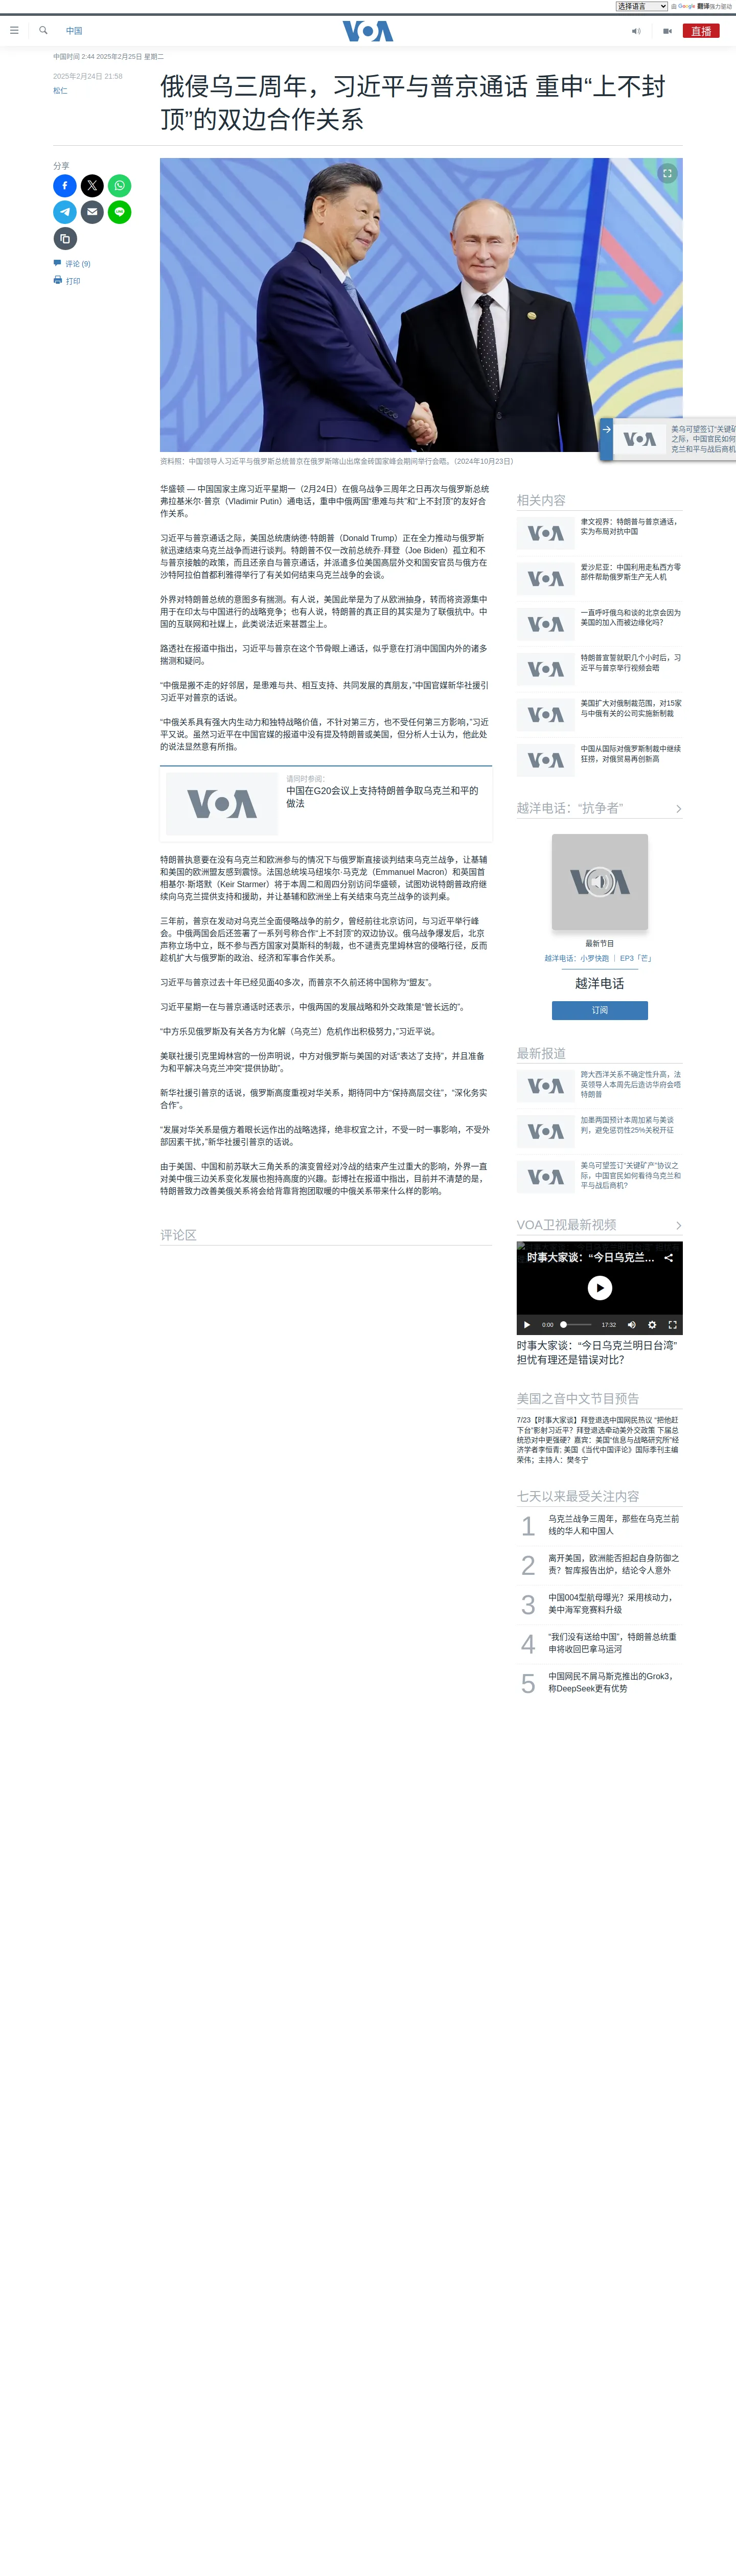 选择语言
由 Google 翻译强力驱动
中国
VOA
直播
中国时间 2:44 2025年2月25日 星期二
2025年2月24日 21:58
松仁
俄侵乌三周年，习近平与普京通话 重申“上不封
顶”的双边合作关系
分享
评论 (9)
打印
资料照：中国领导人习近平与俄罗斯总统普京在俄罗斯喀山出席金砖国家峰会期间举行会晤。（2024年10月23日）
美乌可望签订“关键矿
之际，中国官民如何
克兰和平与战后商机
华盛顿 — 中国国家主席习近平星期一（2月24日）在俄乌战争三周年之日再次与俄罗斯总统
弗拉基米尔·普京（Vladimir Putin）通电话，重申中俄两国“患难与共”和“上不封顶”的友好合
作关系。
习近平与普京通话之际，美国总统唐纳德·特朗普（Donald Trump）正在全力推动与俄罗斯
就迅速结束乌克兰战争而进行谈判。特朗普不仅一改前总统乔·拜登（Joe Biden）孤立和不
与普京接触的政策，而且还亲自与普京通话，并派遣多位美国高层外交和国安官员与俄方在
沙特阿拉伯首都利雅得举行了有关如何结束乌克兰战争的会谈。
外界对特朗普总统的意图多有揣测。有人说，美国此举是为了从欧洲抽身，转而将资源集中
用于在印太与中国进行的战略竞争；也有人说，特朗普的真正目的其实是为了联俄抗中。中
国的互联网和社媒上，此类说法近来甚嚣尘上。
路透社在报道中指出，习近平与普京在这个节骨眼上通话，似乎意在打消中国国内外的诸多
揣测和疑问。
“中俄是搬不走的好邻居，是患难与共、相互支持、共同发展的真朋友，”中国官媒新华社援引
习近平对普京的话说。
“中俄关系具有强大内生动力和独特战略价值，不针对第三方，也不受任何第三方影响，”习近
平又说。虽然习近平在中国官媒的报道中没有提及特朗普或美国，但分析人士认为，他此处
的说法显然意有所指。
请同时参阅：
中国在G20会议上支持特朗普争取乌克兰和平的
做法
特朗普执意要在没有乌克兰和欧洲参与的情况下与俄罗斯直接谈判结束乌克兰战争，让基辅
和美国的欧洲盟友感到震惊。法国总统埃马纽埃尔·马克龙（Emmanuel Macron）和英国首
相基尔·斯塔默（Keir Starmer）将于本周二和周四分别访问华盛顿，试图劝说特朗普政府继
续向乌克兰提供支持和援助，并让基辅和欧洲坐上有关结束乌克兰战争的谈判桌。
三年前，普京在发动对乌克兰全面侵略战争的前夕，曾经前往北京访问，与习近平举行峰
会。中俄两国会后还签署了一系列号称合作“上不封顶”的双边协议。俄乌战争爆发后，北京
声称立场中立，既不参与西方国家对莫斯科的制裁，也不谴责克里姆林宫的侵略行径，反而
趁机扩大与俄罗斯的政治、经济和军事合作关系。
习近平与普京过去十年已经见面40多次，而普京不久前还将中国称为“盟友”。
习近平星期一在与普京通话时还表示，中俄两国的发展战略和外交政策是“管长远的”。
“中方乐见俄罗斯及有关各方为化解（乌克兰）危机作出积极努力，”习近平说。
美联社援引克里姆林宫的一份声明说，中方对俄罗斯与美国的对话“表达了支持”，并且准备
为和平解决乌克兰冲突“提供协助”。
新华社援引普京的话说，俄罗斯高度重视对华关系，期待同中方“保持高层交往”，“深化务实
合作”。
“发展对华关系是俄方着眼长远作出的战略选择，绝非权宜之计，不受一时一事影响，不受外
部因素干扰，”新华社援引普京的话说。
由于美国、中国和前苏联大三角关系的演变曾经对冷战的结束产生过重大的影响，外界一直
对美中俄三边关系变化发展也抱持高度的兴趣。彭博社在报道中指出，目前并不清楚的是，
特朗普致力改善美俄关系将会给背靠背抱团取暖的中俄关系带来什么样的影响。
评论区
相关内容
聿文视界：特朗普与普京通话，
实为布局对抗中国
爱沙尼亚：中国利用走私西方零
部件帮助俄罗斯生产无人机
一直呼吁俄乌和谈的北京会因为
美国的加入而被边缘化吗？
特朗普宣誓就职几个小时后，习
近平与普京举行视频会晤
美国扩大对俄制裁范围，对15家
与中俄有关的公司实施新制裁
中国从国际对俄罗斯制裁中继续
狂捞，对俄贸易再创新高
越洋电话：“抗争者”
最新节目
越洋电话：小罗快跑 ｜ EP3「芒」
越洋电话
订阅
最新报道
跨大西洋关系不确定性升高，法
英领导人本周先后造访华府会晤
特朗普
加墨两国预计本周加紧与美谈
判，避免惩罚性25%关税开征
美乌可望签订“关键矿产”协议之
际，中国官民如何看待乌克兰和
平与战后商机?
VOA卫视最新视频
时事大家谈：“今日乌克兰...
0:00
17:32
时事大家谈：“今日乌克兰明日台湾”
担忧有理还是错误对比？
美国之音中文节目预告
7/23【时事大家谈】拜登退选中国网民热议 “把他赶
下台”影射习近平？拜登退选牵动美外交政策 下届总
统恐对中更强硬？嘉宾：美国“信息与战略研究所”经
济学者李恒青; 美国《当代中国评论》国际季刊主编
荣伟；主持人：樊冬宁
七天以来最受关注内容
1
乌克兰战争三周年，那些在乌克兰前
线的华人和中国人
2
离开美国，欧洲能否担起自身防御之
责？智库报告出炉，结论令人意外
3
中国004型航母曝光？采用核动力，
美中海军竞赛料升级
4
“我们没有送给中国”，特朗普总统重
申将收回巴拿马运河
5
中国网民不屑马斯克推出的Grok3，
称DeepSeek更有优势